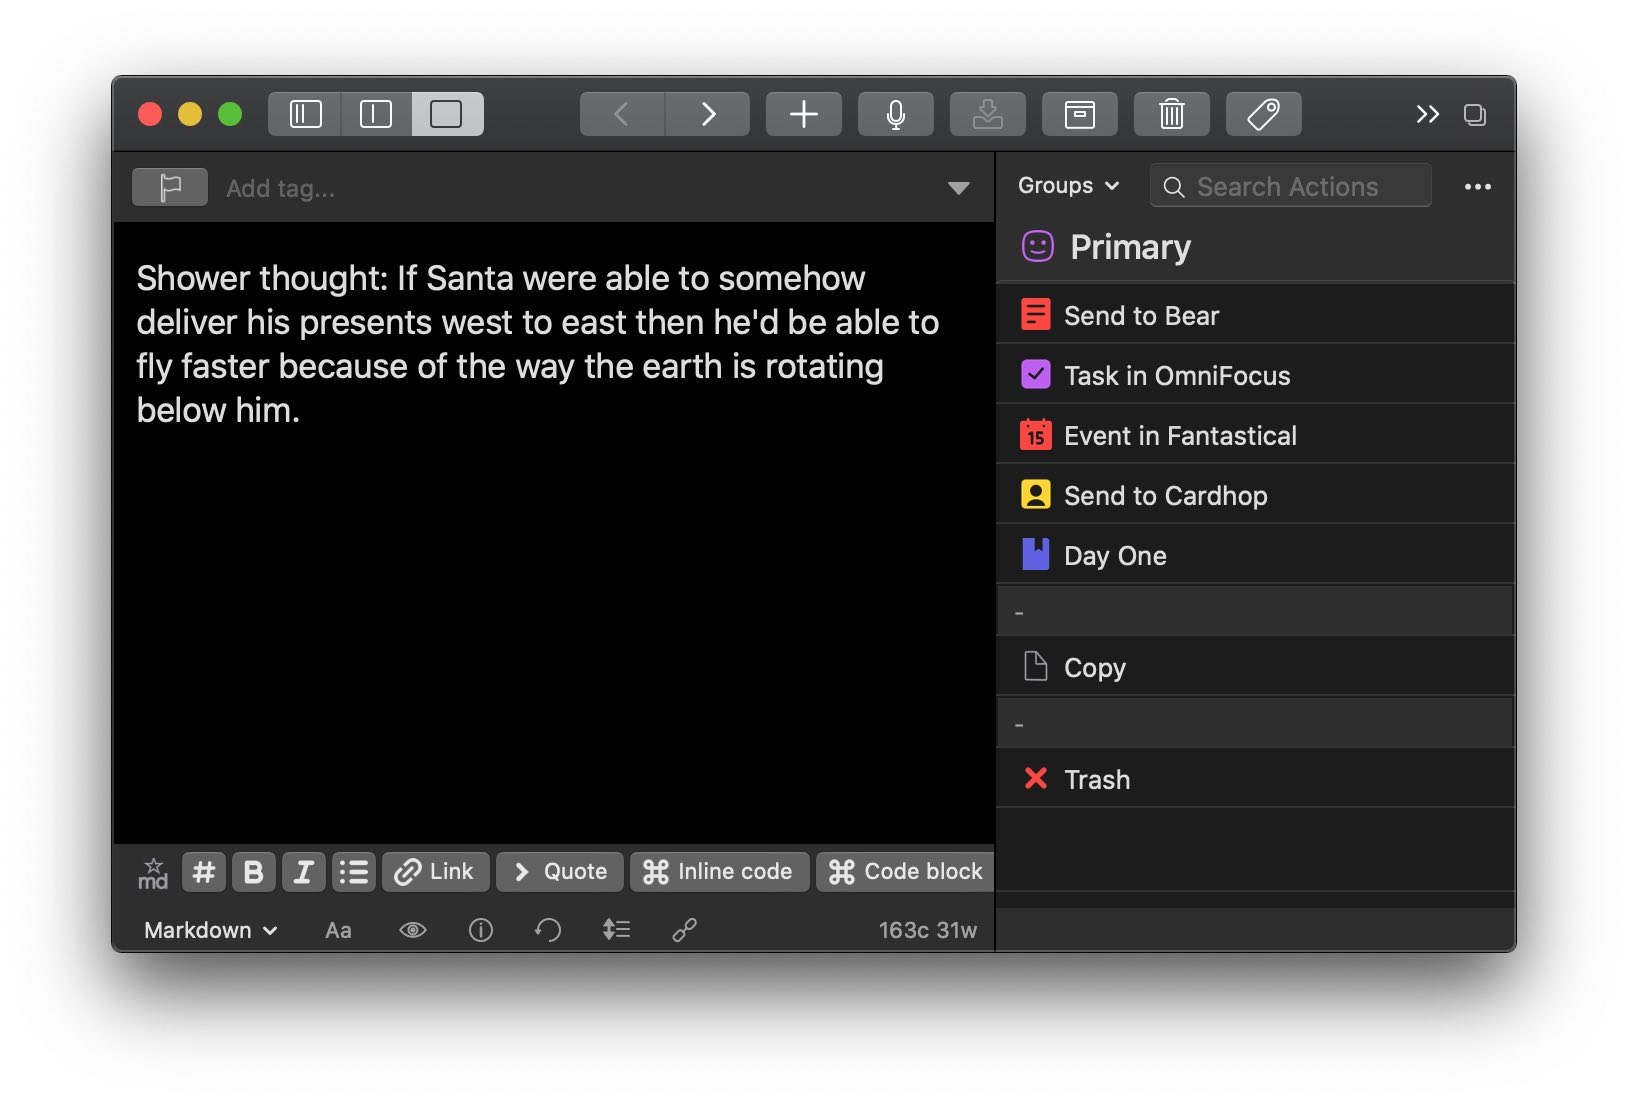 Add tag...
Groups
Search Actions
Primary
Shower thought: If Santa were able to somehow
deliver his presents west to east then he'd be able to
fly faster because of the way the earth is rotating
below him.
Send to Bear
Task in OmniFocus
15
Event in Fantastical
Send to Cardhop
Day One
-
Copy
-
Trash
md
# B I Link Quote Inline code Code block
Markdown Aa 163c 31w